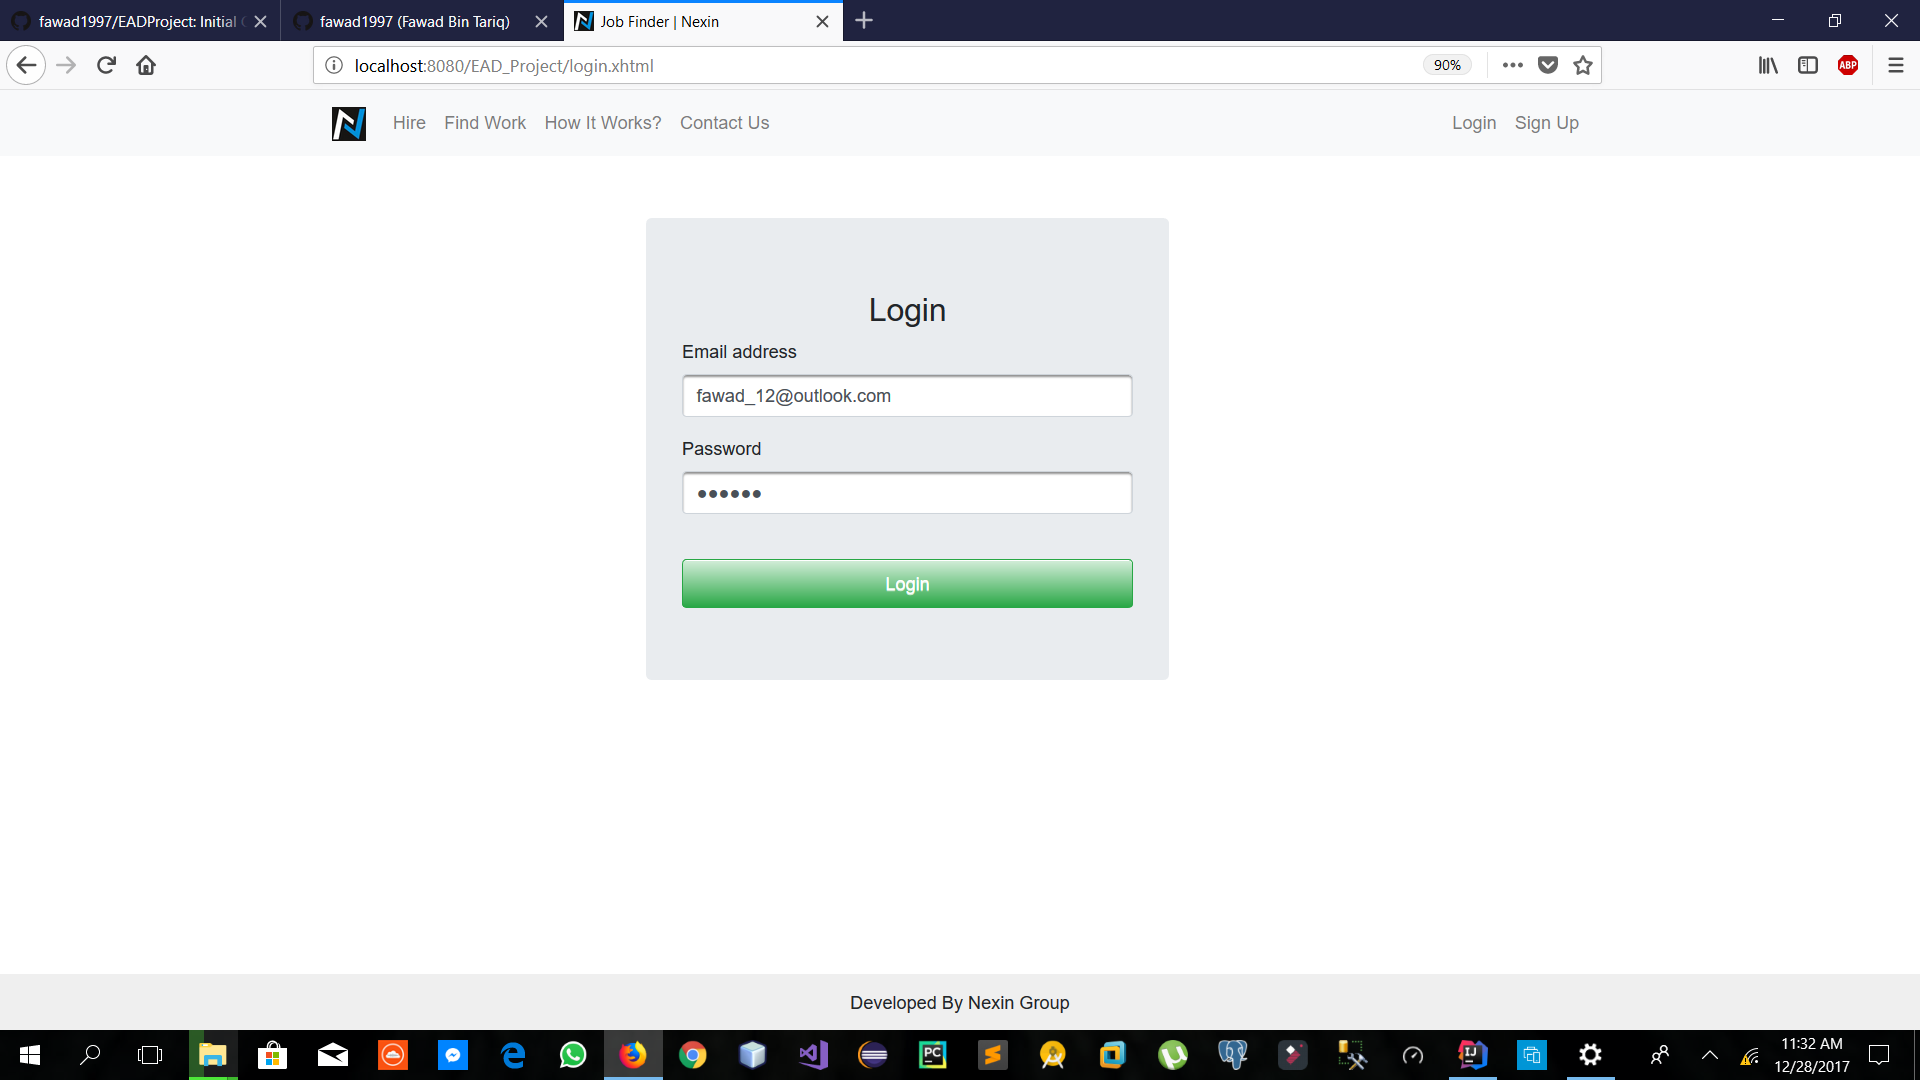 fawad1997/EADProject: Initial
fawad1997 (Fawad Bin Tariq)
Job Finder | Nexin
localhost:8080/EAD_Project/login.xhtml
90%
ABP
Hire
Find Work
How It Works?
Contact Us
Login
Sign Up
Login
Email address
fawad_12@outlook.com
Password
Login
Developed By Nexin Group
PC
IJ
11:32 AM
12/28/2017